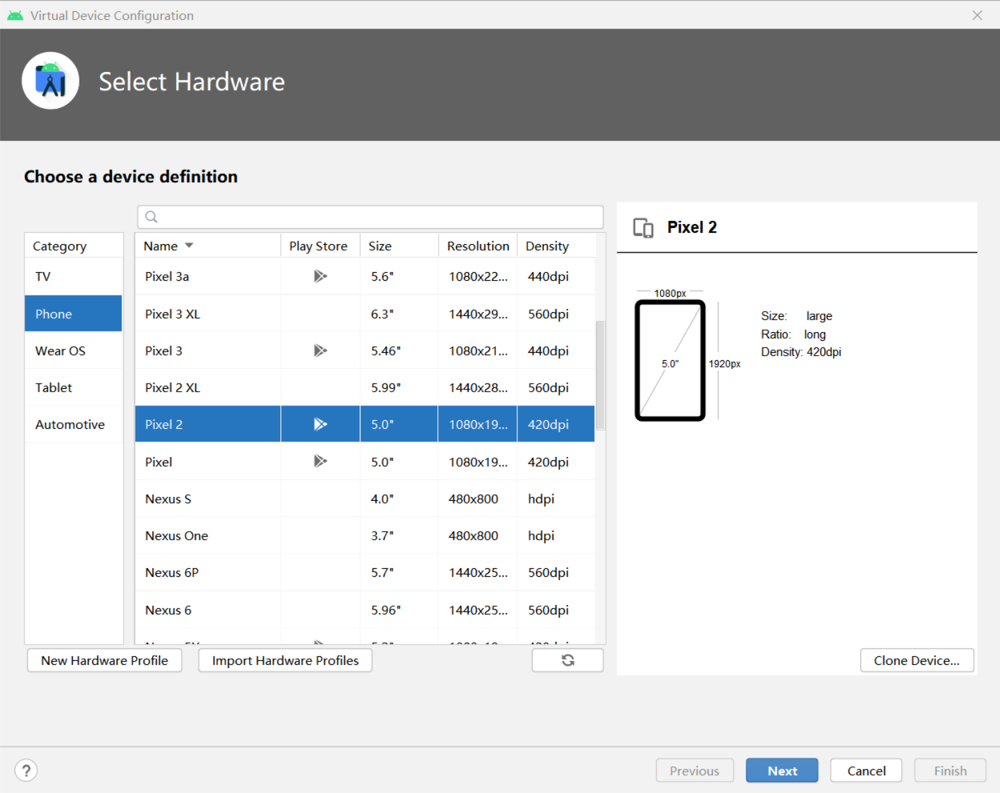 Virtual Device Configuration
Select Hardware
Choose a device definition
Category
TV
Phone
Wear OS
Tablet
Automotive
Name Play Store Size Resolution Density
Pixel 3a 5.6" 1080x22... 440dpi
Pixel 3 XL 6.3" 1440x29... 560dpi
Pixel 3 5.46" 1080x21... 440dpi
Pixel 2 XL 5.99" 1440x28... 560dpi
Pixel 2 5.0" 1080x19... 420dpi
Pixel 5.0" 1080x19... 420dpi
Nexus S 4.0" 480x800 hdpi
Nexus One 3.7" 480x800 hdpi
Nexus 6P 5.7" 1440x25... 560dpi
Nexus 6 5.96" 1440x25... 560dpi
New Hardware Profile Import Hardware Profiles
Pixel 2
1080px
5.0"
1920px
Size: large
Ratio: long
Density: 420dpi
Clone Device...
? Previous Next Cancel Finish